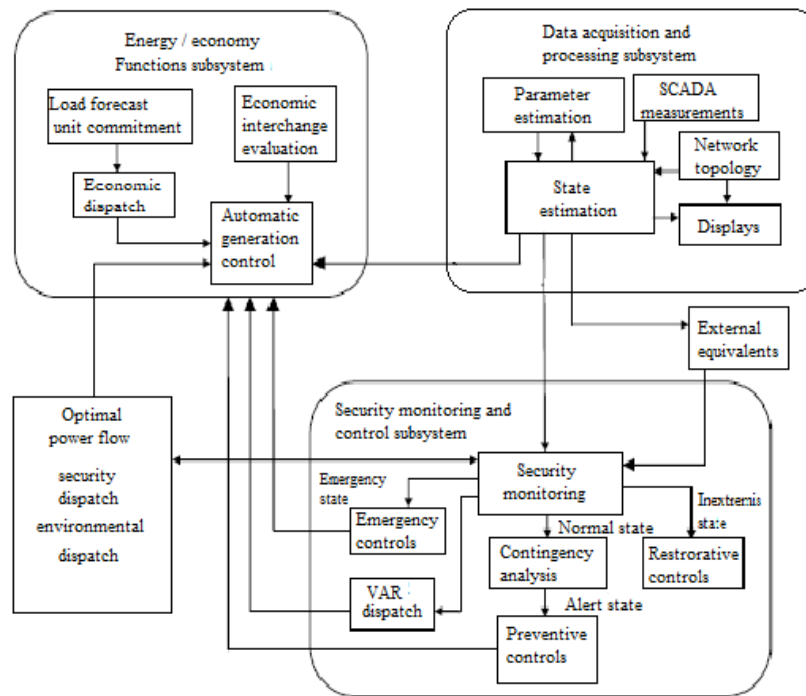 Energy / economy
Functions subsystem
Load forecast
unit commitment
Economic
interchange
evaluation
Economic
dispatch
Automatic
generation
control
Data acquisition and
processing subsystem
Parameter
estimation
SCADA
measurements
Network
topology
State
estimation
Displays
External
equivalents
Optimal
power flow
security
dispatch
environmental
dispatch
Security monitoring and
control subsystem
Security
monitoring
Emergency
state
Emergency
controls
Normal state
Inextremis
state
Contingency
analysis
Restrorative
controls
VAR
dispatch
Alert state
Preventive
controls